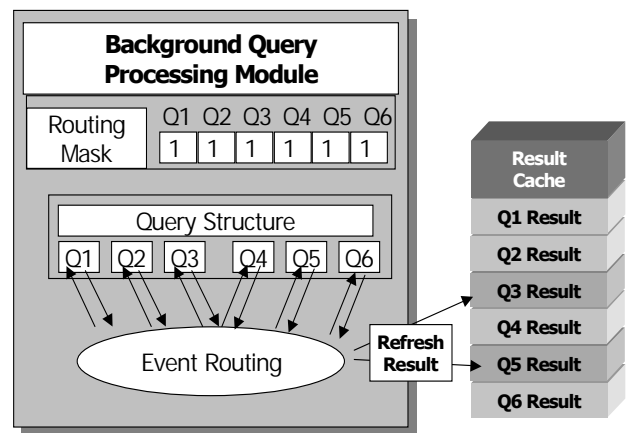 Background Query
Processing Module
Routing
Mask
Q1 Q2 Q3 Q4 Q5 Q6
1 1 1 1 1 1
Query Structure
Q1 Q2 Q3 Q4 Q5 Q6
Event Routing
Refresh
Result
Result
Cache
Q1 Result
Q2 Result
Q3 Result
Q4 Result
Q5 Result
Q6 Result